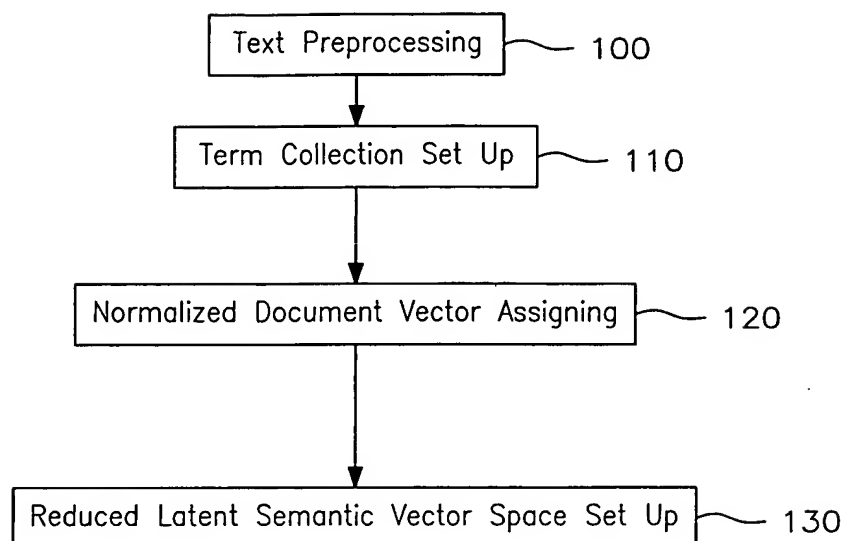 Text Preprocessing 100
Term Collection Set Up 110
Normalized Document Vector Assigning 120
Reduced Latent Semantic Vector Space Set Up 130